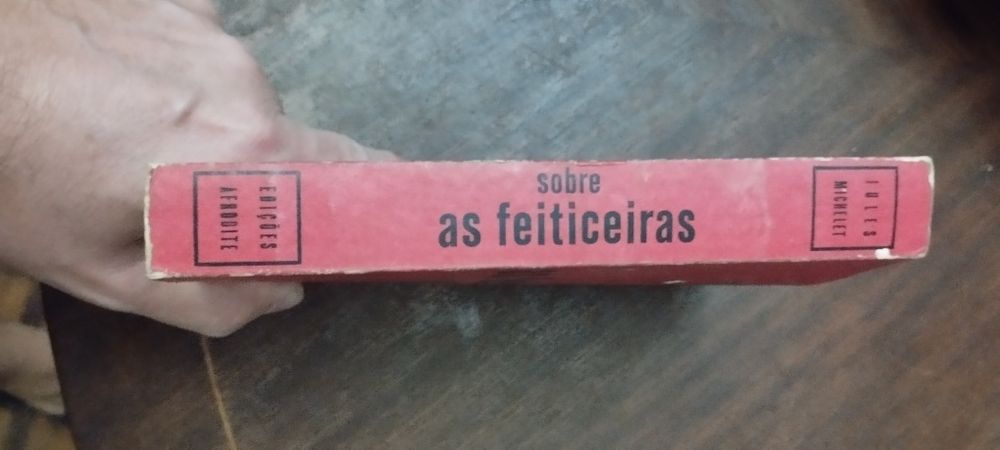 EDIÇÕES
AFRODITE
sobre
as feiticeiras
JULES
MICHELET